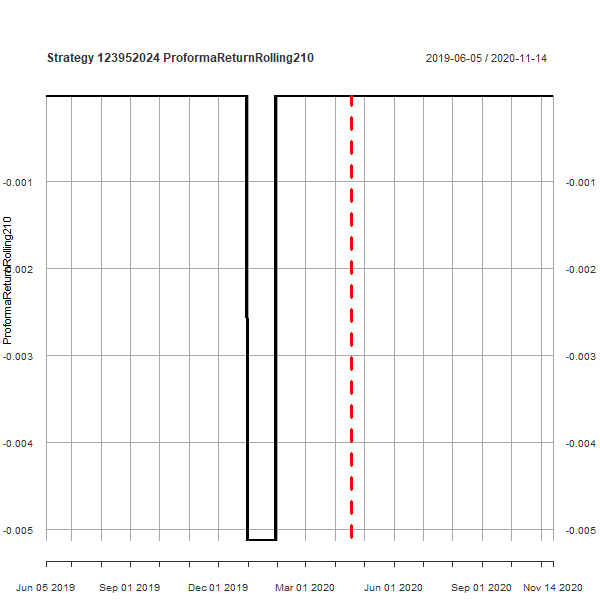 Strategy 123952024 ProformaReturnRolling210
2019-06-05 / 2020-11-14
ProformaReturnRolling210
-0.001 -0.001
-0.002 -0.002
-0.003 -0.003
-0.004 -0.004
-0.005 -0.005
Jun 05 2019 Sep 01 2019 Dec 01 2019 Mar 01 2020 Jun 01 2020 Sep 01 2020 Nov 14 2020